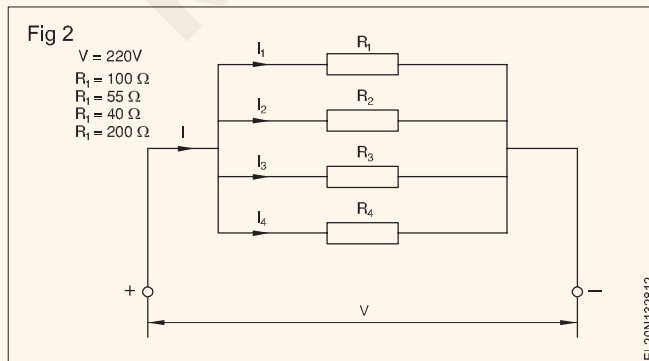 Fig 2
V = 220V
R₁ = 100 Ω
R₁ = 55 Ω
R₁ = 40 Ω
R₁ = 200 Ω
I
I₁
R₁
I₂
R₂
I₃
R₃
I₄
R₄
+
–
V